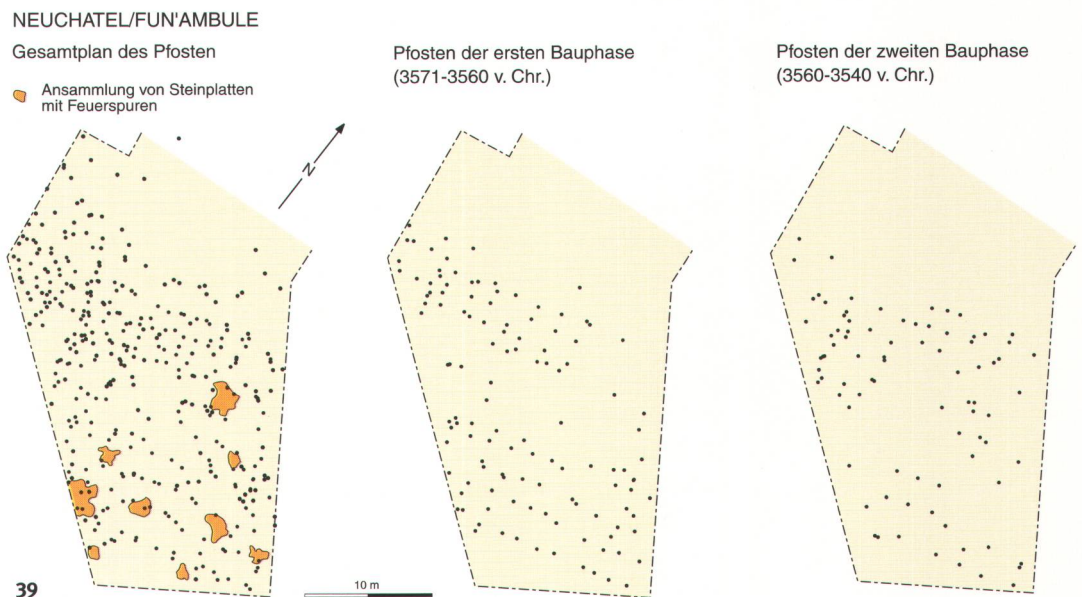 NEUCHATEL/FUN'AMBULE
Gesamtplan des Pfosten
Ansammlung von Steinplatten
mit Feuerspuren
Pfosten der ersten Bauphase
(3571-3560 v. Chr.)
Pfosten der zweiten Bauphase
(3560-3540 v. Chr.)
N
39
10 m